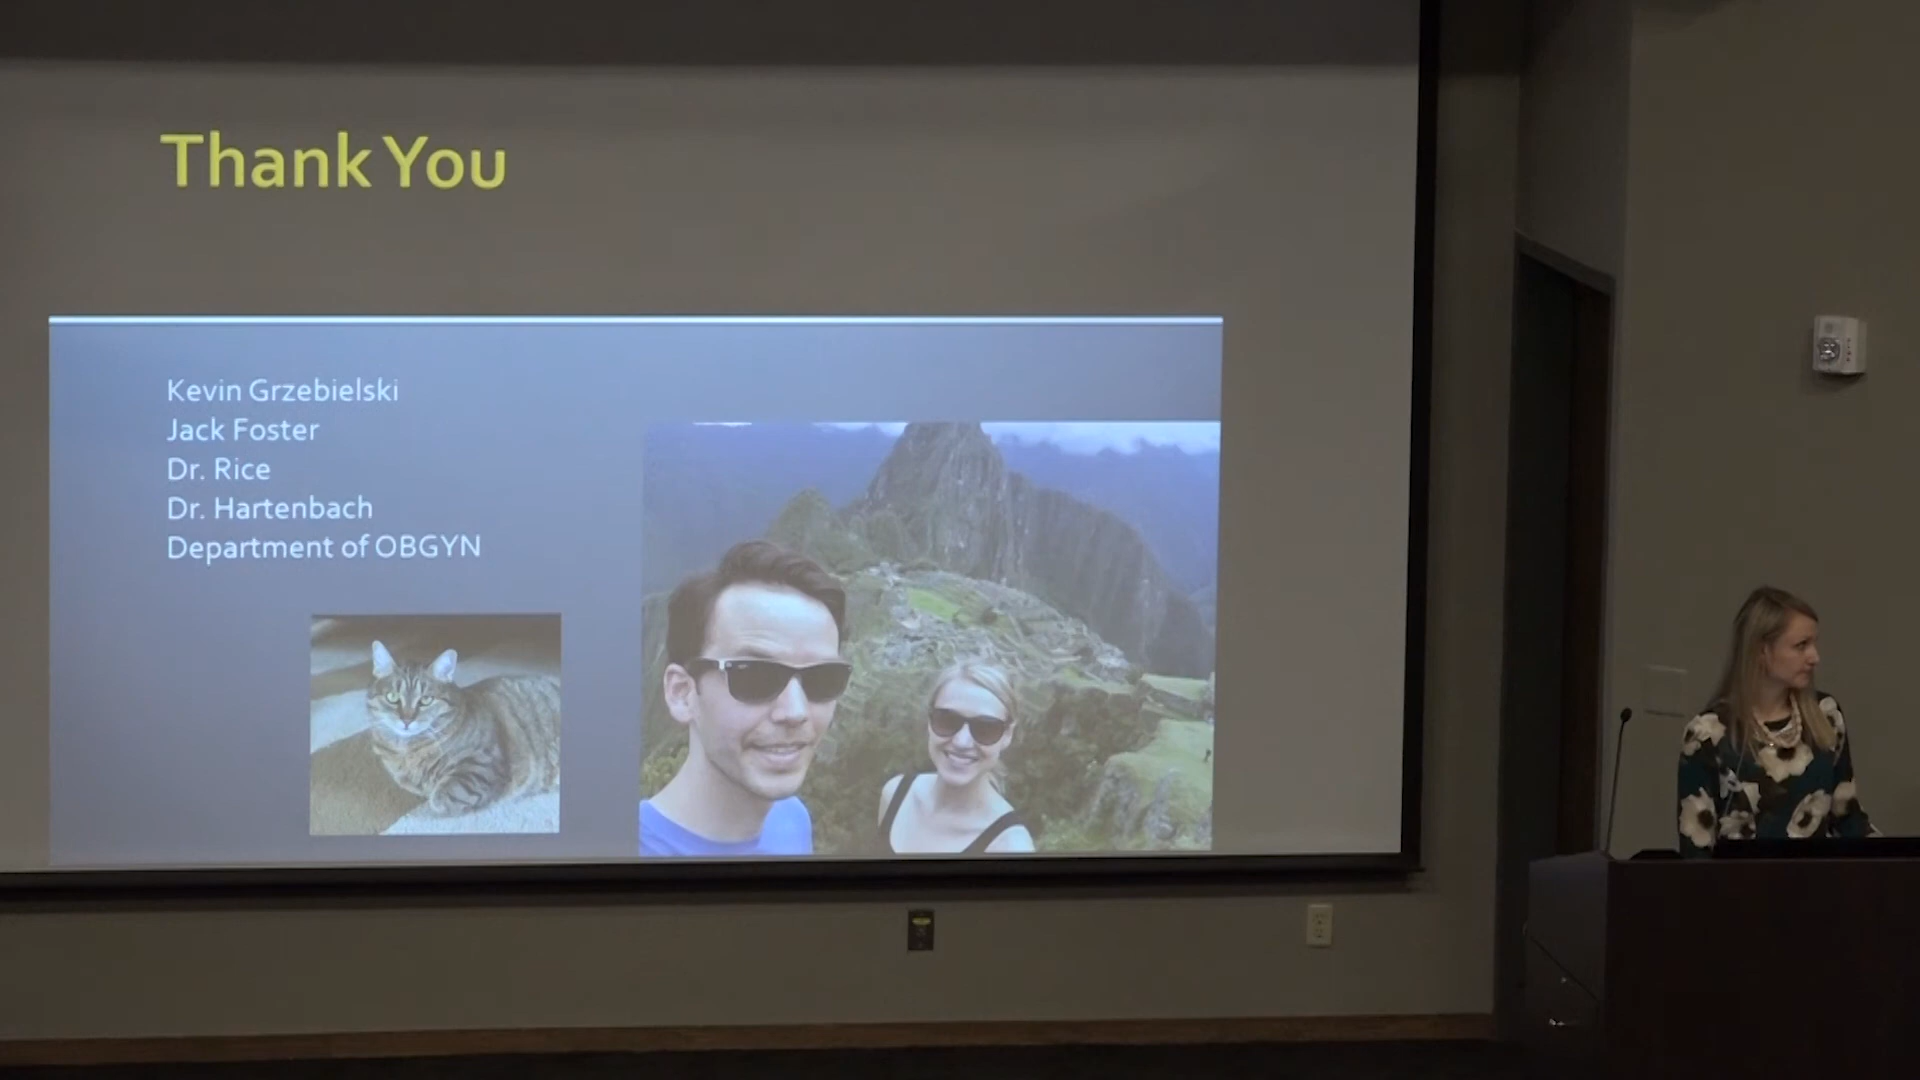 Thank You
Kevin Grzebielski
Jack Foster
Dr. Rice
Dr. Hartenbach
Department of OBGYN